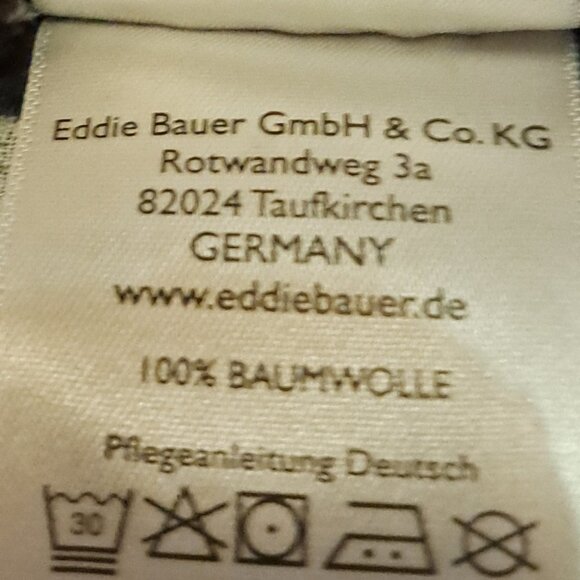 Eddie Bauer GmbH & Co. KG
Rotwandweg 3a
82024 Taufkirchen
GERMANY
www.eddiebauer.de
100% BAUMWOLLE
Pflegeanleitung Deutsch
30